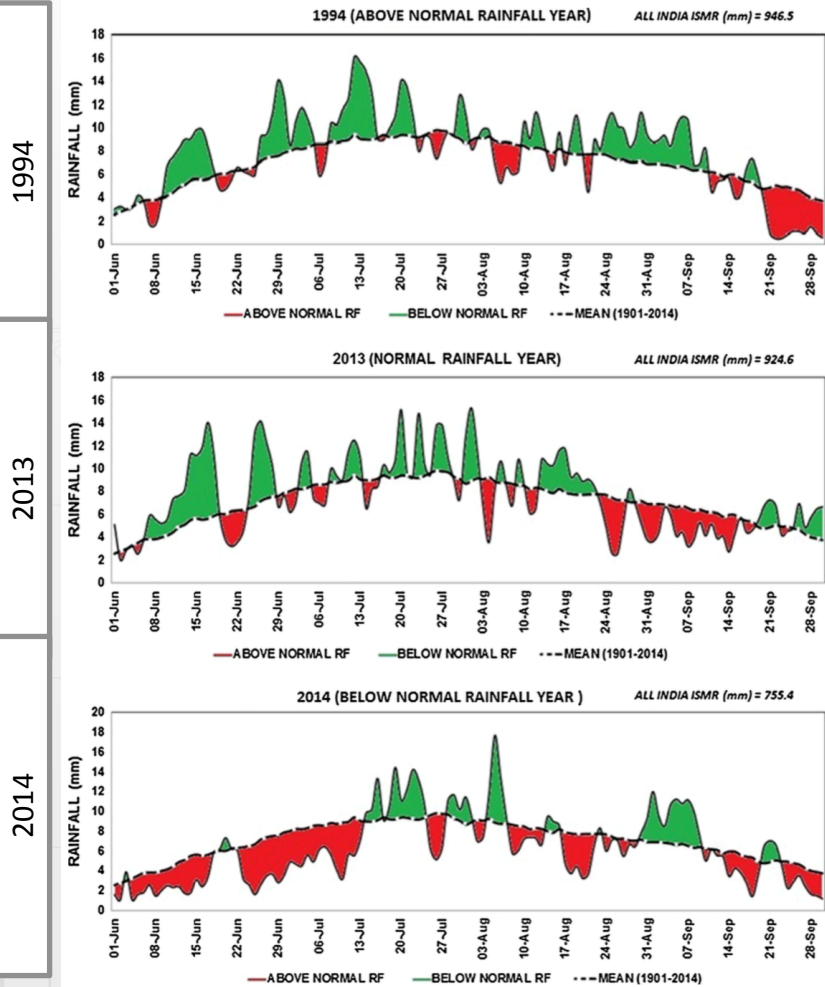 1994
1994 (ABOVE NORMAL RAINFALL YEAR) ALL INDIA ISMR (mm) = 946.5
RAINFALL (mm)
18
16
14
12
10
8
6
4
2
0
01-Jun 08-Jun 15-Jun 22-Jun 29-Jun 06-Jul 13-Jul 20-Jul 27-Jul 03-Aug 10-Aug 17-Aug 24-Aug 31-Aug 07-Sep 14-Sep 21-Sep 28-Sep
ABOVE NORMAL RF BELOW NORMAL RF MEAN (1901-2014)
2013
2013 (NORMAL RAINFALL YEAR) ALL INDIA ISMR (mm) = 924.6
RAINFALL (mm)
18
16
14
12
10
8
6
4
2
0
01-Jun 08-Jun 15-Jun 22-Jun 29-Jun 06-Jul 13-Jul 20-Jul 27-Jul 03-Aug 10-Aug 17-Aug 24-Aug 31-Aug 07-Sep 14-Sep 21-Sep 28-Sep
ABOVE NORMAL RF BELOW NORMAL RF MEAN (1901-2014)
2014
2014 (BELOW NORMAL RAINFALL YEAR ) ALL INDIA ISMR (mm) = 755.4
RAINFALL (mm)
20
18
16
14
12
10
8
6
4
2
0
01-Jun 08-Jun 15-Jun 22-Jun 29-Jun 06-Jul 13-Jul 20-Jul 27-Jul 03-Aug 10-Aug 17-Aug 24-Aug 31-Aug 07-Sep 14-Sep 21-Sep 28-Sep
ABOVE NORMAL RF BELOW NORMAL RF MEAN (1901-2014)